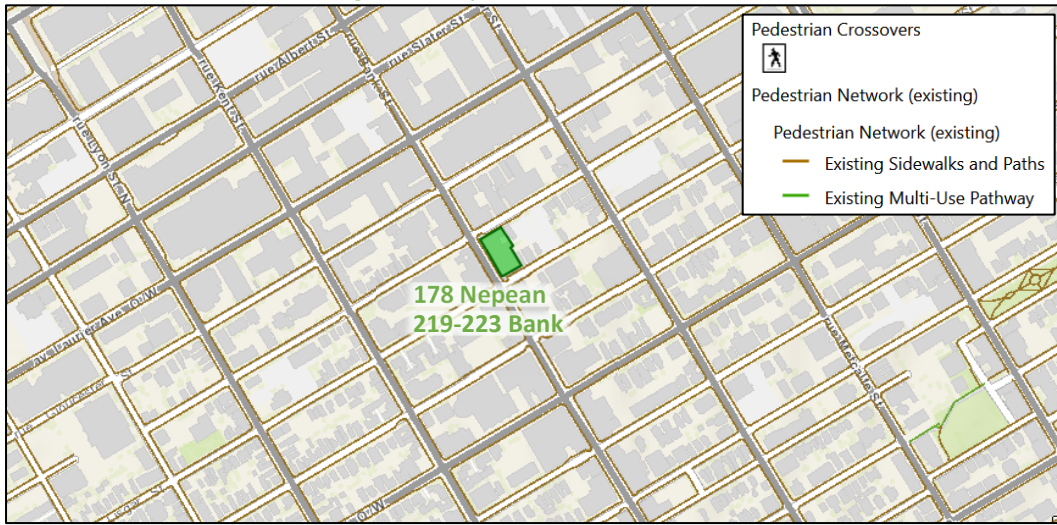 Pedestrian Crossovers
Pedestrian Network (existing)
Pedestrian Network (existing)
Existing Sidewalks and Paths
Existing Multi-Use Pathway
rue Albert St.
rue Slater St.
rue Bank St.
rue Kent St.
rue Lyon St. N
178 Nepean
219-223 Bank
av. Laurier Ave. O/W
rue Metcalfe St.
O/W